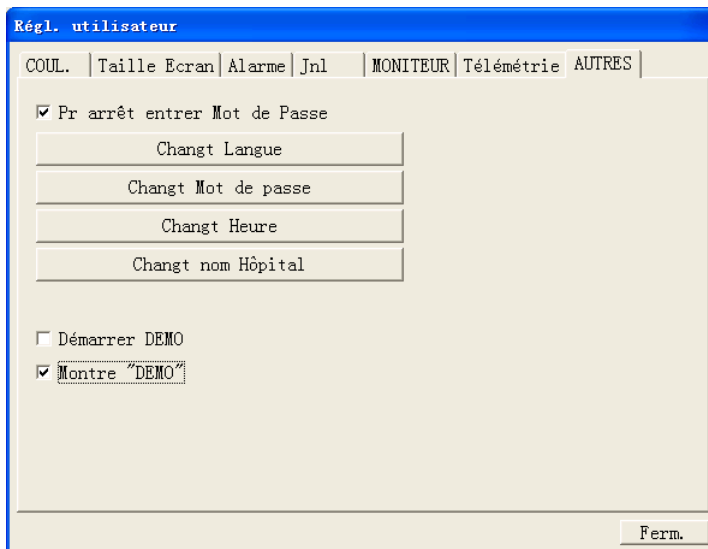 Régl. utilisateur
COUL. Taille Ecran Alarme Jnl MONITEUR Télémétrie AUTRES
Pr arrêt entrer Mot de Passe
Changt Langue
Changt Mot de passe
Changt Heure
Changt nom Hôpital
Démarrer DEMO
Montre "DEMO"
Ferm.